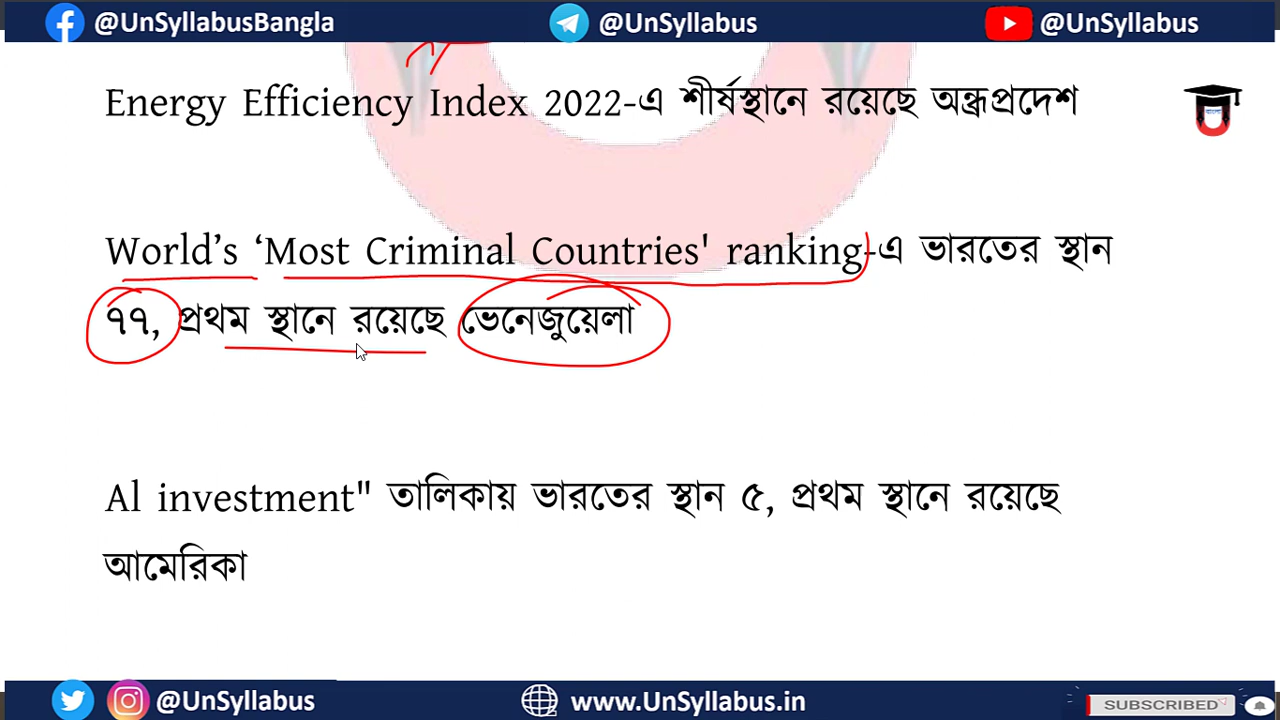 @UnSyllabusBangla @UnSyllabus @UnSyllabus
Energy Efficiency Index 2022-এ শীর্ষস্থানে রয়েছে অন্ধ্রপ্রদেশ
World’s ‘Most Criminal Countries' ranking-এ ভারতের স্থান
৭৭, প্রথম স্থানে রয়েছে ভেনেজুয়েলা
Al investment" তালিকায় ভারতের স্থান ৫, প্রথম স্থানে রয়েছে
আমেরিকা
@UnSyllabus www.UnSyllabus.in SUBSCRIBED